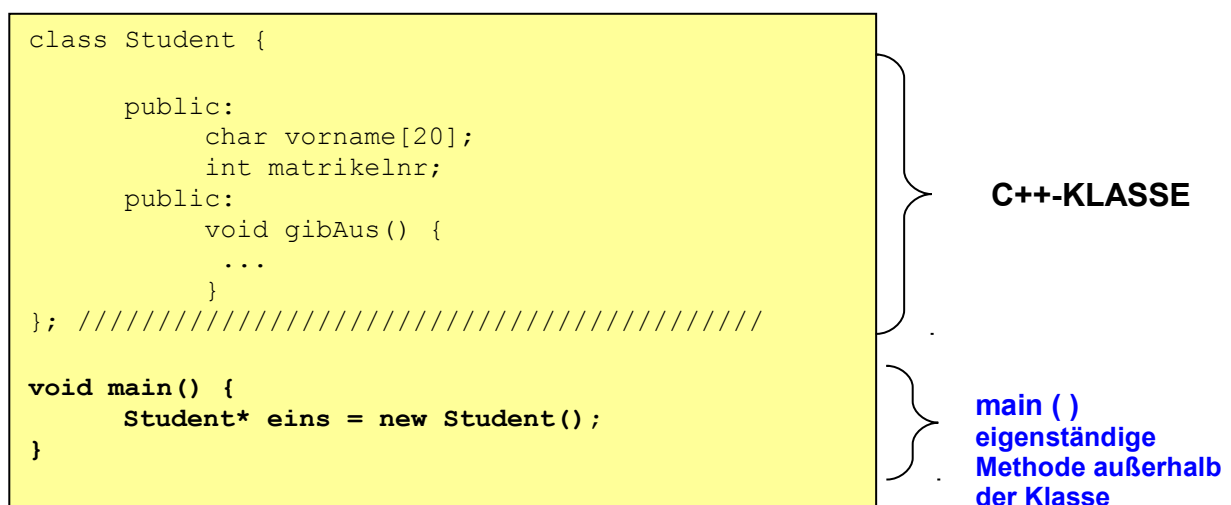 class Student {
public:
char vorname[20];
int matrikelnr;
public:
void gibAus() {
...
}
}; ///////////////////////////////////////////
void main() {
Student* eins = new Student();
}
C++-KLASSE
main ( )
eigenständige
Methode außerhalb
der Klasse